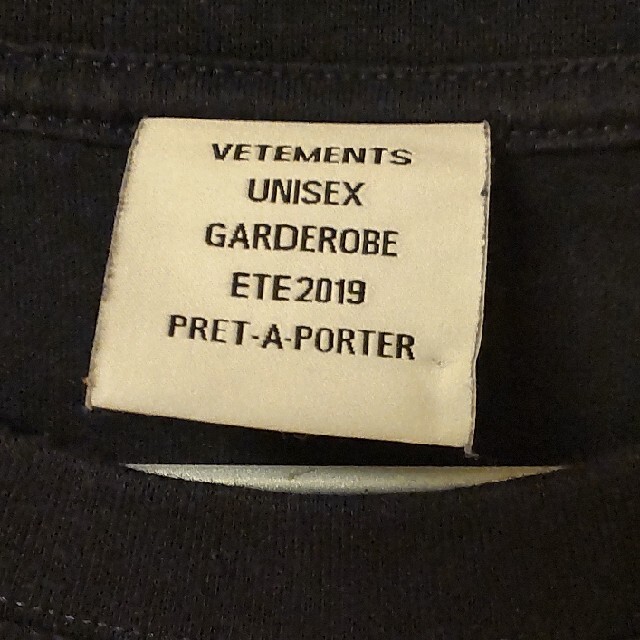 VETEMENTS
UNISEX
GARDEROBE
ETE2019
PRET-A-PORTER